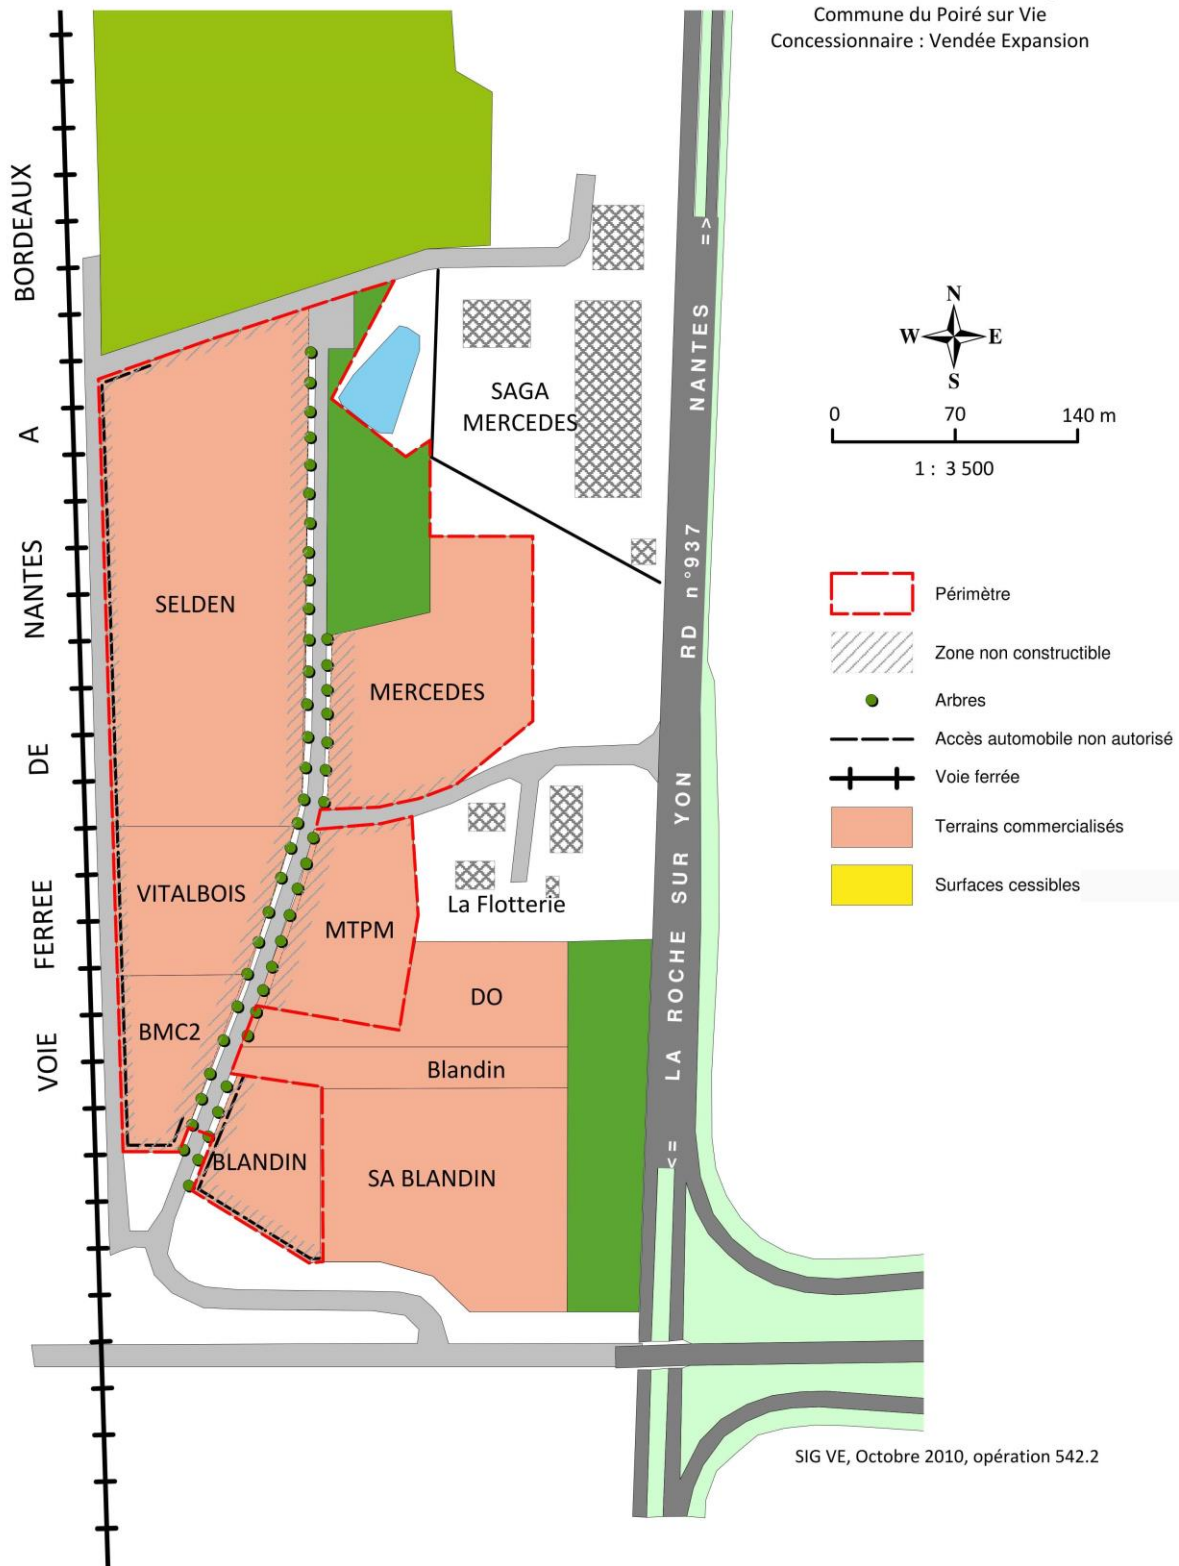 Commune du Poiré sur Vie
Concessionnaire : Vendée Expansion
VOIE FERREE DE NANTES A BORDEAUX
SAGA
MERCEDES
SELDEN
MERCEDES
VITALBOIS
MTPM
La Flotterie
BMC2
DO
Blandin
BLANDIN
SA BLANDIN
<= LA ROCHE SUR YON RD n°937 NANTES =>
N
W E
S
0 70 140 m
1 : 3 500
Périmètre
Zone non constructible
Arbres
Accès automobile non autorisé
Voie ferrée
Terrains commercialisés
Surfaces cessibles
SIG VE, Octobre 2010, opération 542.2